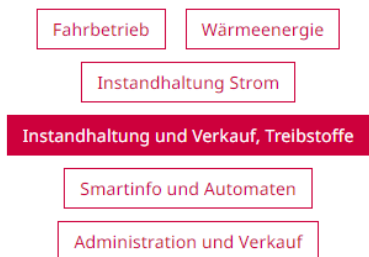 Fahrbetrieb Wärmeenergie
Instandhaltung Strom
Instandhaltung und Verkauf, Treibstoffe
Smartinfo und Automaten
Administration und Verkauf